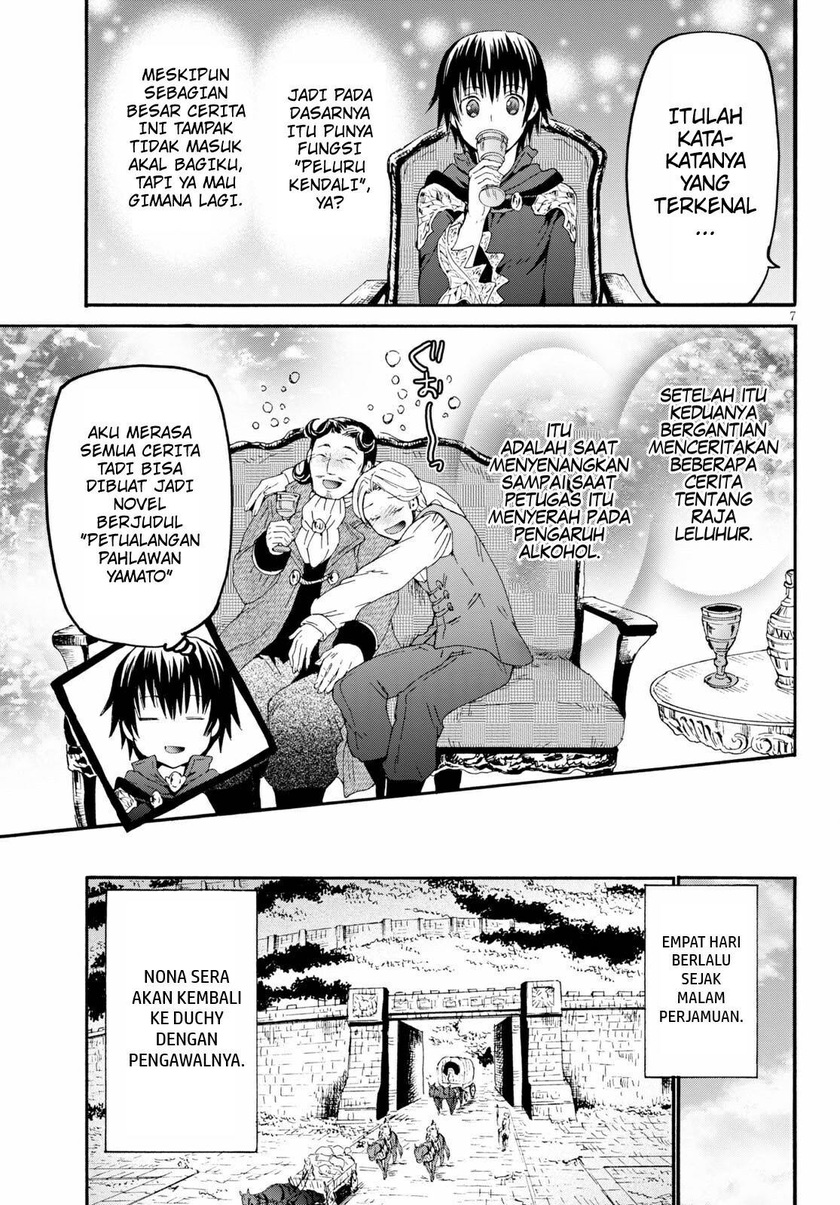 ITULAH
KATA-
KATANYA
YANG
TERKENAL
...
JADI PADA
DASARNYA
ITU PUNYA
FUNGSI
"PELURU
KENDALI",
YA?
MESKIPUN
SEBAGIAN
BESAR CERITA
INI TAMPAK
TIDAK MASUK
AKAL BAGIKU,
TAPI YA MAU
GIMANA LAGI.
7
SETELAH ITU
KEDUANYA
BERGANTIAN
MENCERITAKAN
BEBERAPA
CERITA
TENTANG
RAJA
LELUHUR.
ITU
ADALAH SAAT
MENYENANGKAN
SAMPAI SAAT
PETUGAS ITU
MENYERAH PADA
PENGARUH
ALKOHOL.
AKU MERASA
SEMUA CERITA
TADI BISA
DIBUAT JADI
NOVEL
BERJUDUL
"PETUALANGAN
PAHLAWAN
YAMATO"
EMPAT HARI
BERLALU
SEJAK
MALAM
PERJAMUAN.
NONA SERA
AKAN KEMBALI
KE DUCHY
DENGAN
PENGAWALNYA.